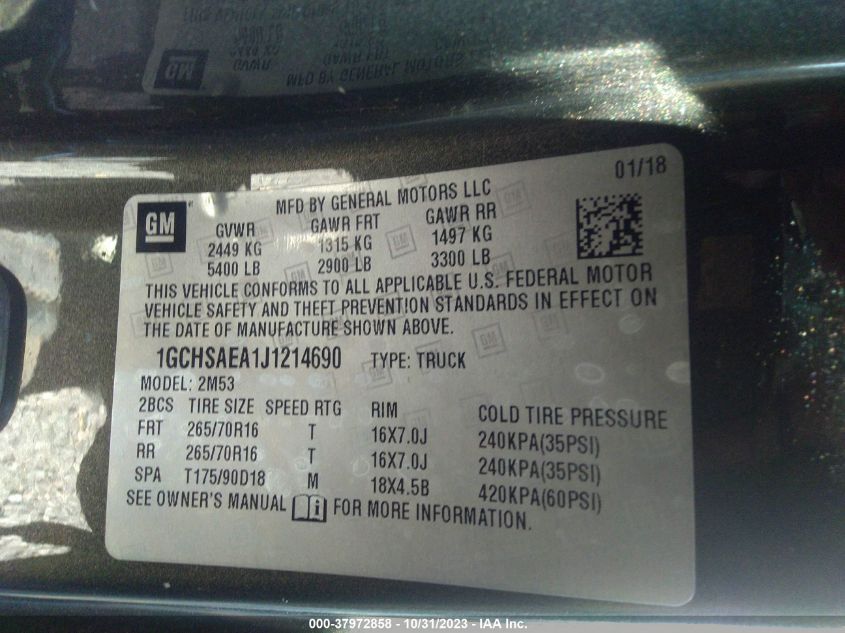 MFD BY GENERAL MOTORS LLC
01/18
GM
GVWR GAWR FRT GAWR RR
2449 KG 1315 KG 1497 KG
5400 LB 2900 LB 3300 LB
THIS VEHICLE CONFORMS TO ALL APPLICABLE U.S. FEDERAL MOTOR
VEHICLE SAFETY AND THEFT PREVENTION STANDARDS IN EFFECT ON
THE DATE OF MANUFACTURE SHOWN ABOVE.
1GCHSAEA1J1214690 TYPE: TRUCK
MODEL: 2M53
2BCS TIRE SIZE SPEED RTG RIM COLD TIRE PRESSURE
FRT 265/70R16 T 16X7.0J 240KPA(35PSI)
RR 265/70R16 T 16X7.0J 240KPA(35PSI)
SPA T175/90D18 M 18X4.5B 420KPA(60PSI)
SEE OWNER'S MANUAL i FOR MORE INFORMATION.
000-37972858 - 10/31/2023 - IAA Inc.